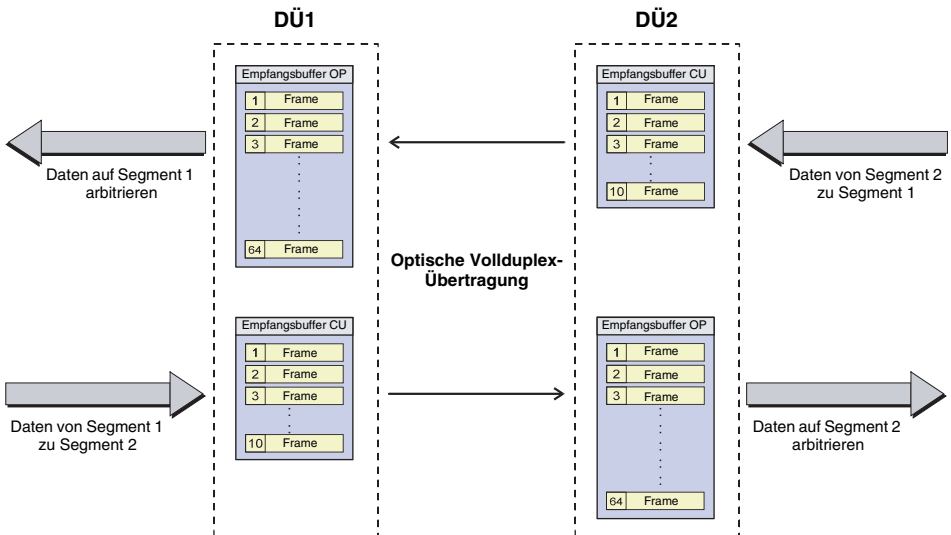 DÜ1
DÜ2
Empfangsbuffer OP
1 Frame
2 Frame
3 Frame
64 Frame
Empfangsbuffer CU
1 Frame
2 Frame
3 Frame
10 Frame
Daten auf Segment 1
arbitrieren
Daten von Segment 2
zu Segment 1
Optische Vollduplex-
Übertragung
Empfangsbuffer CU
1 Frame
2 Frame
3 Frame
10 Frame
Empfangsbuffer OP
1 Frame
2 Frame
3 Frame
64 Frame
Daten von Segment 1
zu Segment 2
Daten auf Segment 2
arbitrieren